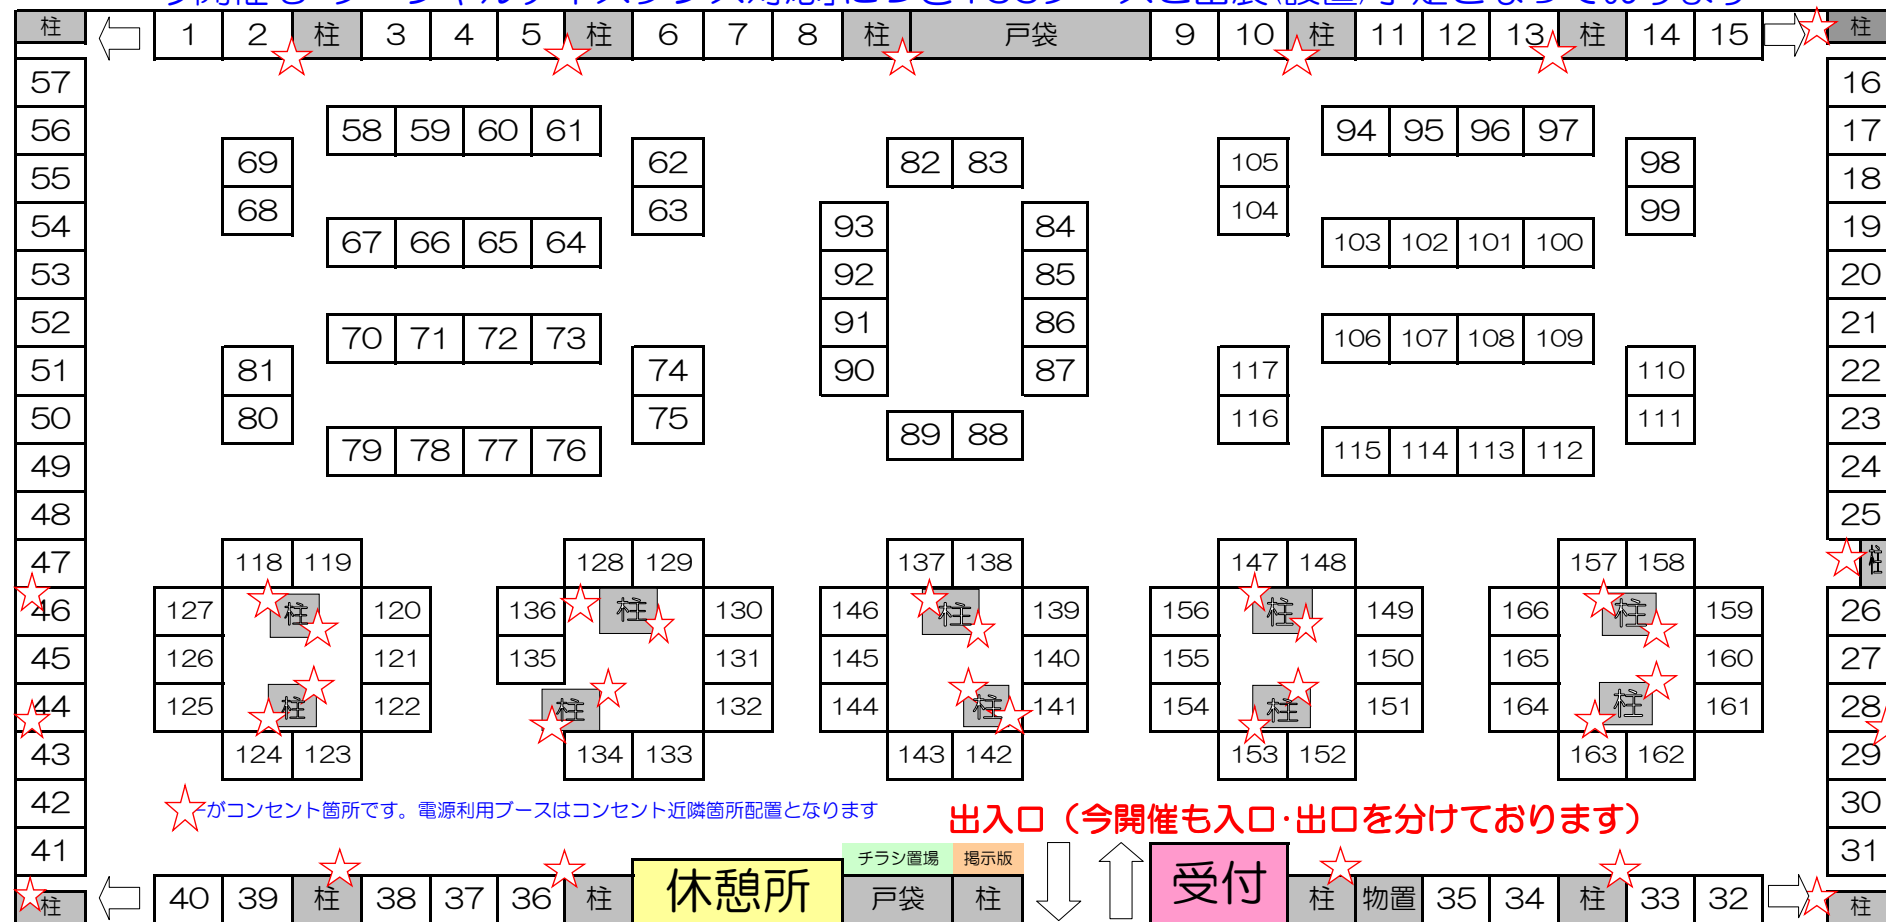 柱 1 2 柱 3 4 5 柱 6 7 8 柱 戸袋 9 10 柱 11 12 13 柱 14 15 柱
57 16
56 58 59 60 61 94 95 96 97 17
69 62 82 83 105 98
55 18
68 63 104 99
54 93 84 19
67 66 65 64 103 102 101 100
53 92 85 20
52 70 71 72 73 91 86 106 107 108 109 21
51 81 74 90 87 117 110 22
50 80 75 116 111 23
89 88
49 79 78 77 76 115 114 113 112 24
48 25
47 118 119 128 129 137 138 147 148 157 158 柱
46 127 柱 120 136 柱 130 146 柱 139 156 柱 149 166 柱 159 26
45 126 121 135 131 145 140 155 150 165 160 27
44 125 柱 122 柱 132 144 柱 141 154 柱 151 164 柱 161 28
43 124 123 134 133 143 142 153 152 163 162 29
42 30
がコンセント箇所です。電源利用ブースはコンセント近隣箇所配置となります
出入口（今開催も入口･出口を分けております）
41 31
チラシ置場 掲示版
柱 40 39 柱 38 37 36 柱 休憩所 戸袋 柱 受付 柱 物置 35 34 柱 33 32 柱